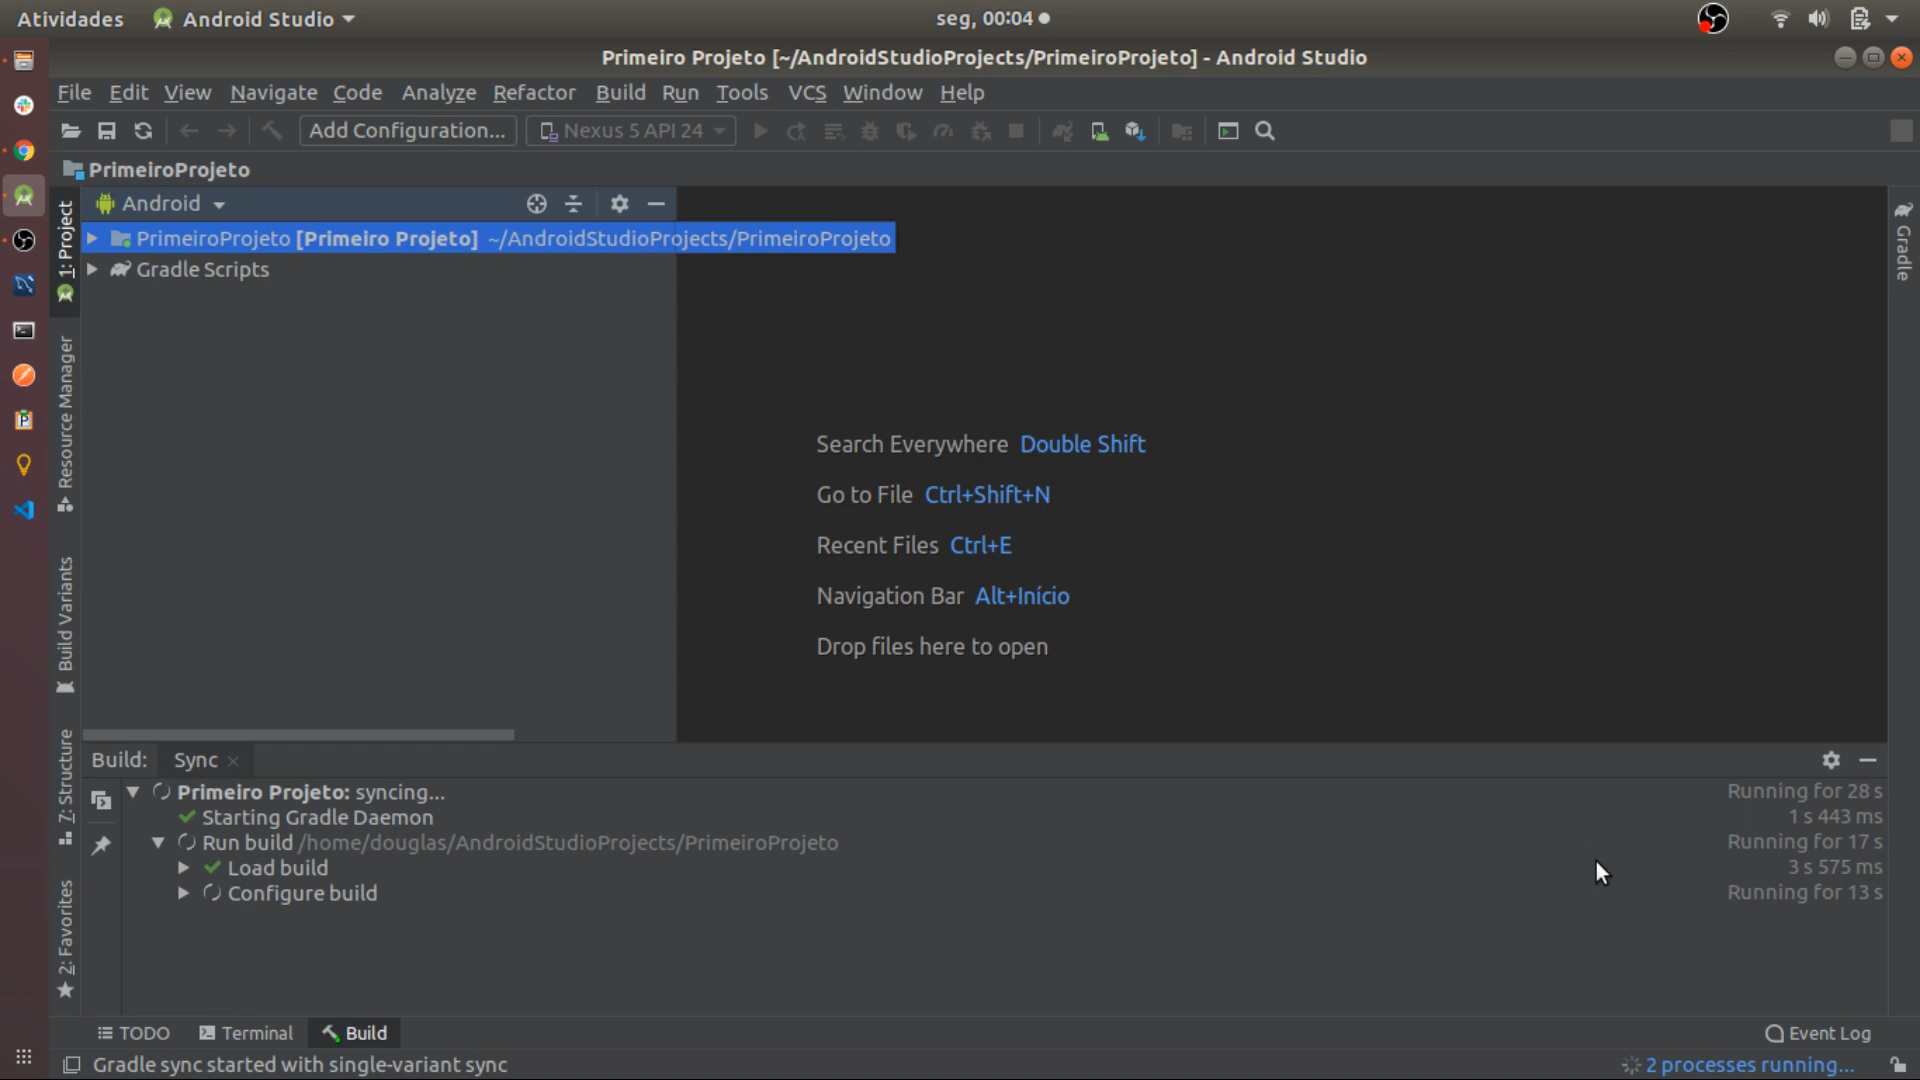 Atividades Android Studio seg, 00:04
Primeiro Projeto [~/AndroidStudioProjects/PrimeiroProjeto] - Android Studio
File Edit View Navigate Code Analyze Refactor Build Run Tools VCS Window Help
Add Configuration... Nexus 5 API 24
PrimeiroProjeto
1: Project
Android
PrimeiroProjeto [Primeiro Projeto] ~/AndroidStudioProjects/PrimeiroProjeto
Gradle Scripts
Gradle
Resource Manager
Search Everywhere Double Shift
Go to File Ctrl+Shift+N
Recent Files Ctrl+E
Navigation Bar Alt+Início
Drop files here to open
Build Variants
Z: Structure
2: Favorites
Build: Sync
Primeiro Projeto: syncing... Running for 28 s
Starting Gradle Daemon 1 s 443 ms
Run build /home/douglas/AndroidStudioProjects/PrimeiroProjeto Running for 17 s
Load build 3 s 575 ms
Configure build Running for 13 s
TODO Terminal Build Event Log
Gradle sync started with single-variant sync 2 processes running...